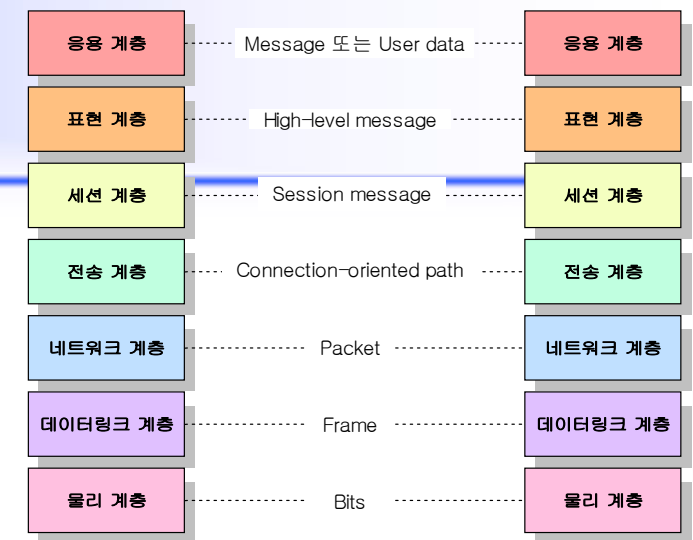 응용 계층 Message 또는 User data 응용 계층
표현 계층 High-level message 표현 계층
세션 계층 Session message 세션 계층
전송 계층 Connection-oriented path 전송 계층
네트워크 계층 Packet 네트워크 계층
데이터링크 계층 Frame 데이터링크 계층
물리 계층 Bits 물리 계층